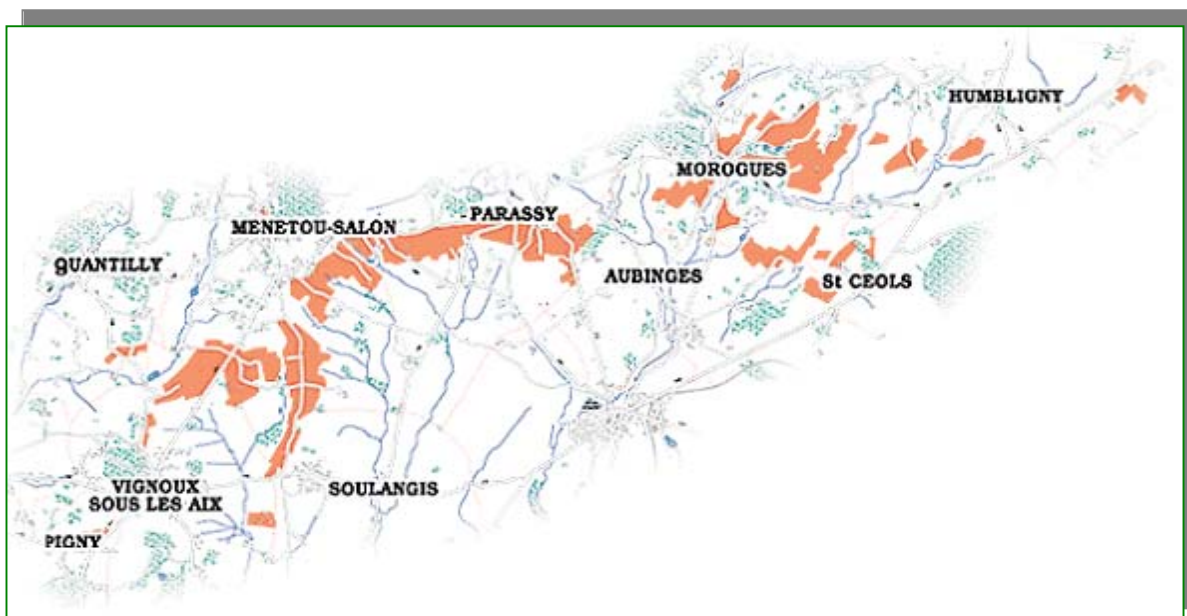 HUMBLIGNY
MOROGUES
PARASSY
MENETOU-SALON
QUANTILLY
AUBINGES
St CEOLS
VIGNOUX
SOUS LES AIX
SOULANGIS
PIGNY